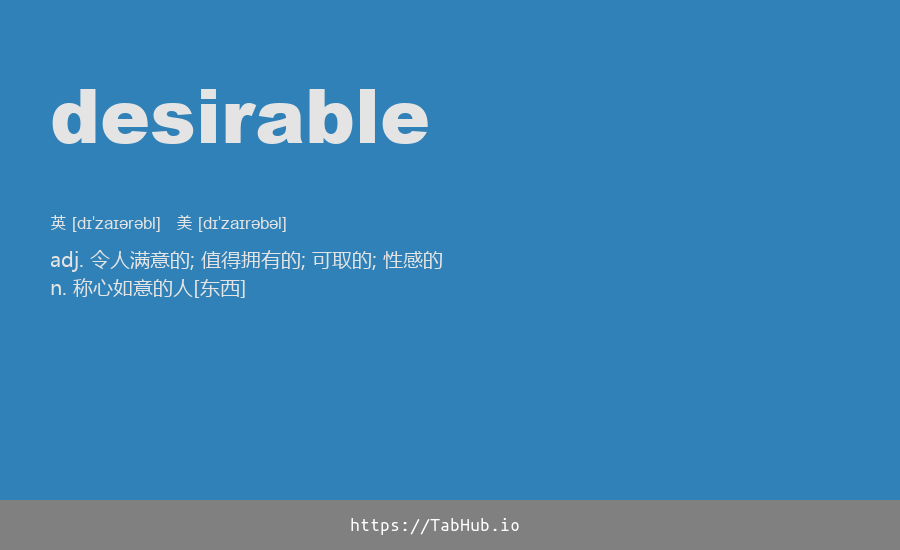 desirable
英 [dɪˈzaɪərəbl] 美 [dɪˈzaɪrəbəl]
adj. 令人满意的; 值得拥有的; 可取的; 性感的
n. 称心如意的人[东西]
https://TabHub.io